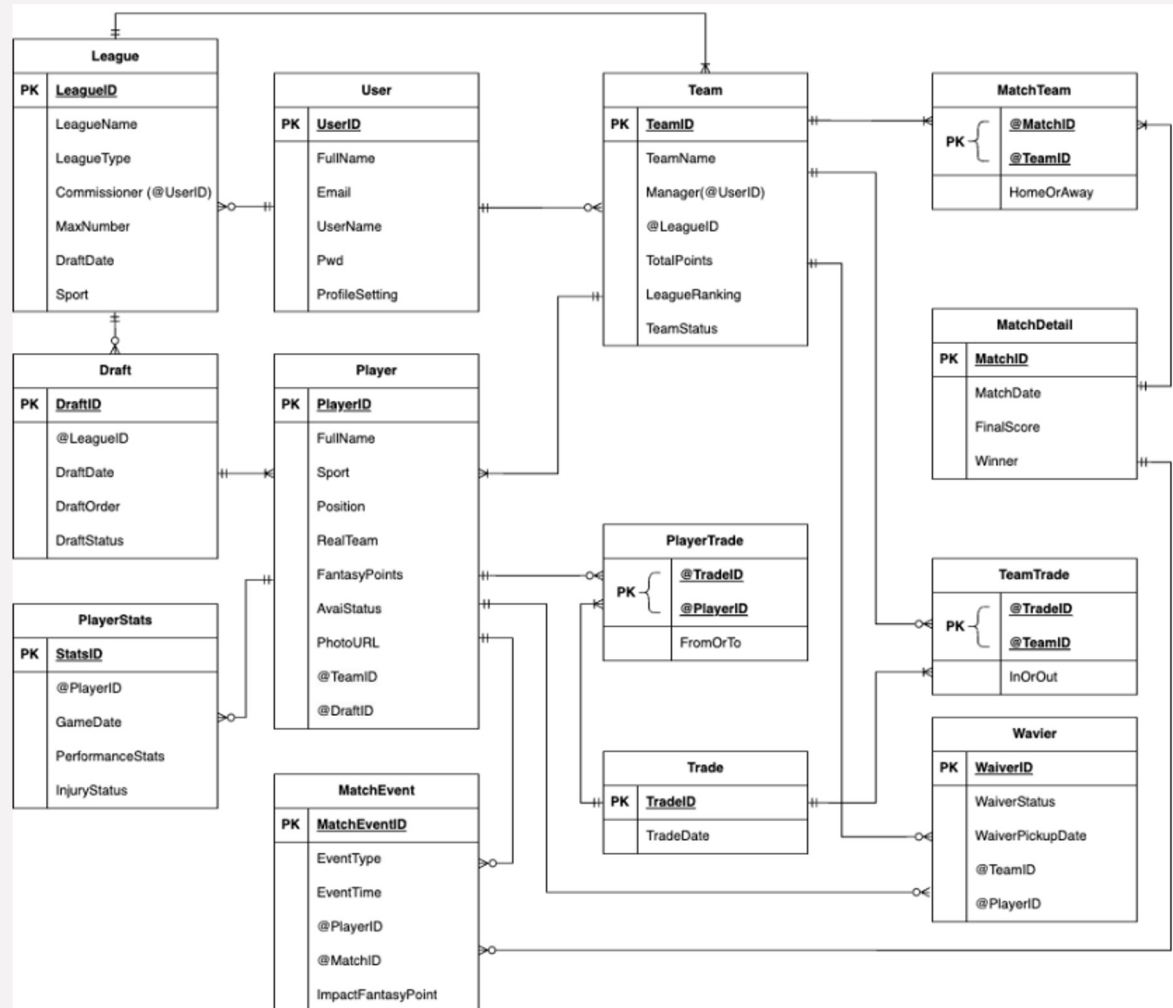 League
PK LeagueID
LeagueName
LeagueType
Commissioner (@UserID)
MaxNumber
DraftDate
Sport
User
PK UserID
FullName
Email
UserName
Pwd
ProfileSetting
Team
PK TeamID
TeamName
Manager(@UserID)
@LeagueID
TotalPoints
LeagueRanking
TeamStatus
MatchTeam
PK
@MatchID
@TeamID
HomeOrAway
MatchDetail
PK MatchID
MatchDate
FinalScore
Winner
Draft
PK DraftID
@LeagueID
DraftDate
DraftOrder
DraftStatus
Player
PK PlayerID
FullName
Sport
Position
RealTeam
FantasyPoints
AvaiStatus
PhotoURL
@TeamID
@DraftID
PlayerTrade
PK
@TradeID
@PlayerID
FromOrTo
TeamTrade
PK
@TradeID
@TeamID
InOrOut
PlayerStats
PK StatsID
@PlayerID
GameDate
PerformanceStats
InjuryStatus
Trade
PK TradeID
TradeDate
Wavier
PK WaiverID
WaiverStatus
WaiverPickupDate
@TeamID
@PlayerID
MatchEvent
PK MatchEventID
EventType
EventTime
@PlayerID
@MatchID
ImpactFantasyPoint